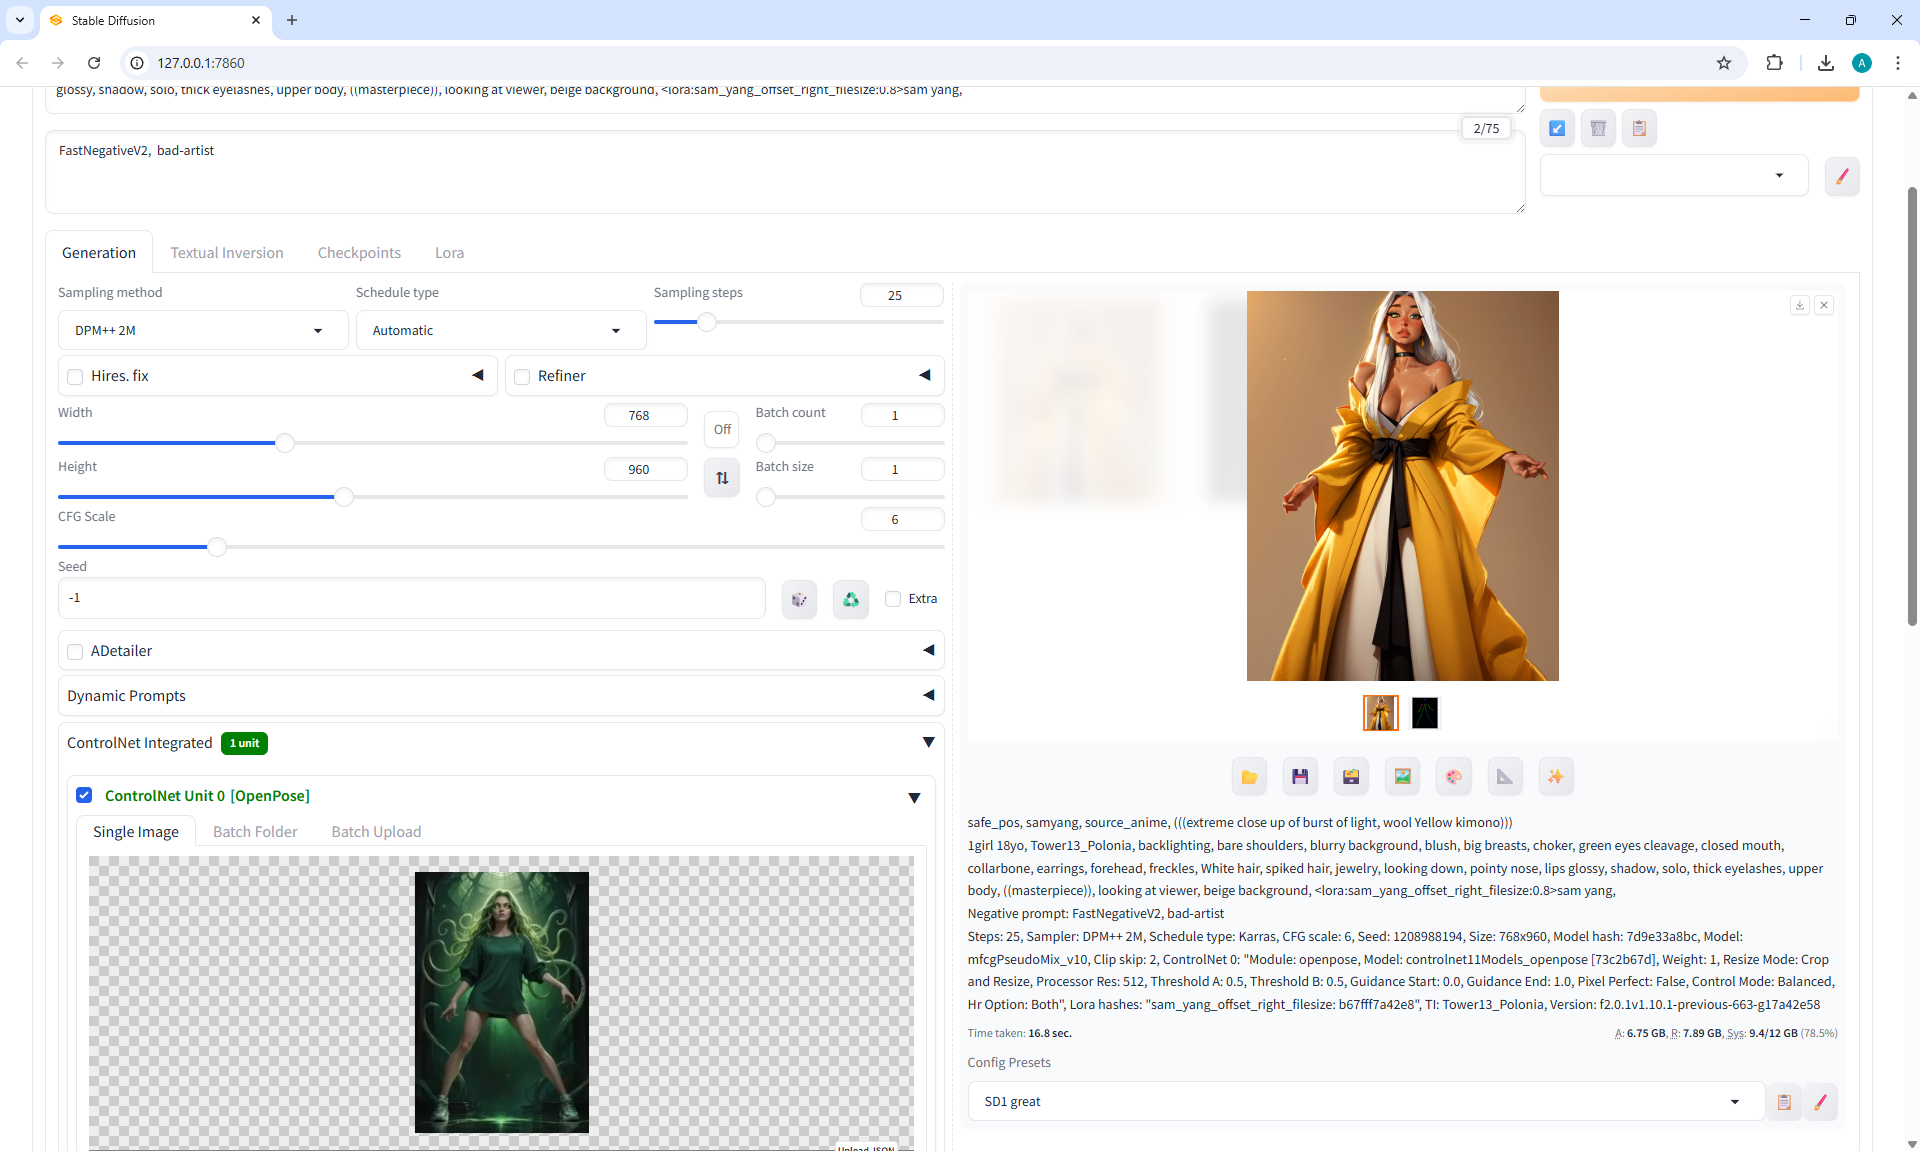 Stable Diffusion
127.0.0.1:7860
glossy, shadow, solo, thick eyelashes, upper body, ((masterpiece)), looking at viewer, beige background, <lora:sam_yang_offset_right_filesize:0.8>sam yang,
2/75
FastNegativeV2, bad-artist
Generation
Textual Inversion
Checkpoints
Lora
Sampling method
Schedule type
Sampling steps
25
DPM++ 2M
Automatic
Hires. fix
Refiner
Width
768
Off
Batch count
1
Height
960
Batch size
1
CFG Scale
6
Seed
-1
Extra
ADetailer
Dynamic Prompts
ControlNet Integrated
1 unit
ControlNet Unit 0 [OpenPose]
Single Image
Batch Folder
Batch Upload
Upload JSON
safe_pos, samyang, source_anime, (((extreme close up of burst of light, wool Yellow kimono)))
1girl 18yo, Tower13_Polonia, backlighting, bare shoulders, blurry background, blush, big breasts, choker, green eyes cleavage, closed mouth,
collarbone, earrings, forehead, freckles, White hair, spiked hair, jewelry, looking down, pointy nose, lips glossy, shadow, solo, thick eyelashes, upper
body, ((masterpiece)), looking at viewer, beige background, <lora:sam_yang_offset_right_filesize:0.8>sam yang,
Negative prompt: FastNegativeV2, bad-artist
Steps: 25, Sampler: DPM++ 2M, Schedule type: Karras, CFG scale: 6, Seed: 1208988194, Size: 768x960, Model hash: 7d9e33a8bc, Model:
mfcgPseudoMix_v10, Clip skip: 2, ControlNet 0: "Module: openpose, Model: controlnet11Models_openpose [73c2b67d], Weight: 1, Resize Mode: Crop
and Resize, Processor Res: 512, Threshold A: 0.5, Threshold B: 0.5, Guidance Start: 0.0, Guidance End: 1.0, Pixel Perfect: False, Control Mode: Balanced,
Hr Option: Both", Lora hashes: "sam_yang_offset_right_filesize: b67fff7a42e8", TI: Tower13_Polonia, Version: f2.0.1v1.10.1-previous-663-g17a42e58
Time taken: 16.8 sec.
A: 6.75 GB, R: 7.89 GB, Sys: 9.4/12 GB (78.5%)
Config Presets
SD1 great
A